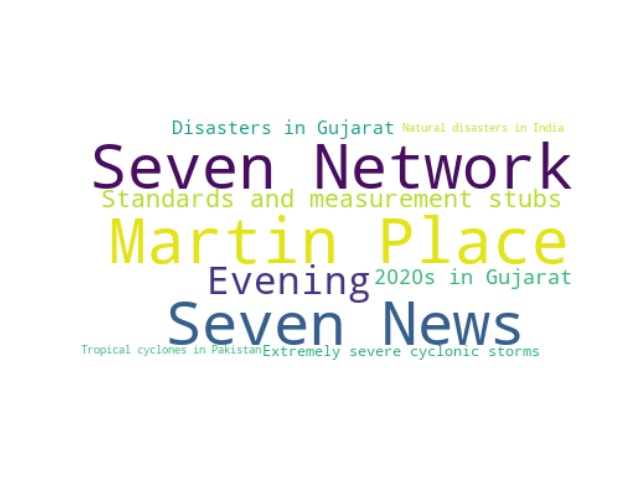 Disasters in Gujarat Natural disasters in India
Seven Network
Standards and measurement stubs
Martin Place
Evening 2020s in Gujarat
Seven News
Tropical cyclones in Pakistan Extremely severe cyclonic storms